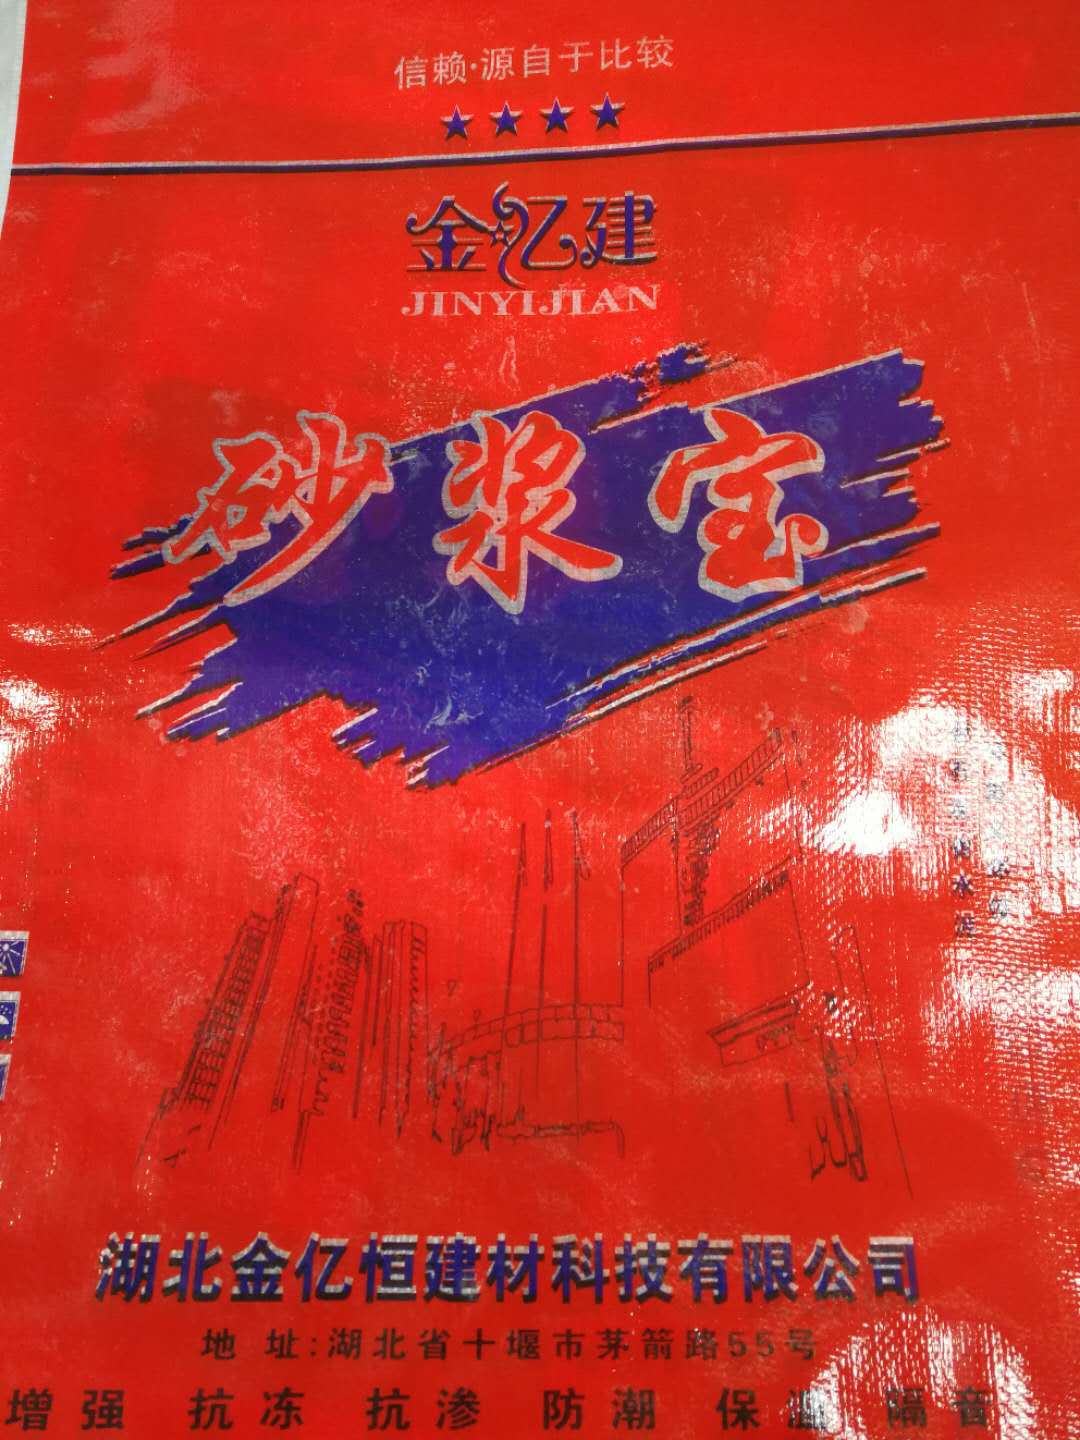 信赖·源自于比较
金亿建
JINYIJIAN
砂浆宝
水泥
湖北金亿恒建材科技有限公司
地 址:湖北省十堰市茅箭路55号
增强 抗冻 抗渗 防潮 保温 隔音